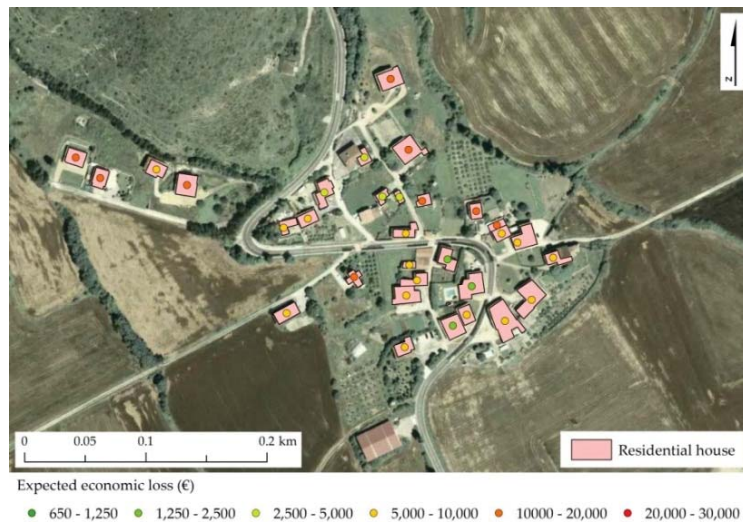 N
0 0.05 0.1 0.2 km
Residential house
Expected economic loss (€)
650 - 1,250 1,250 - 2,500 2,500 - 5,000 5,000 - 10,000 10000 - 20,000 20,000 - 30,000